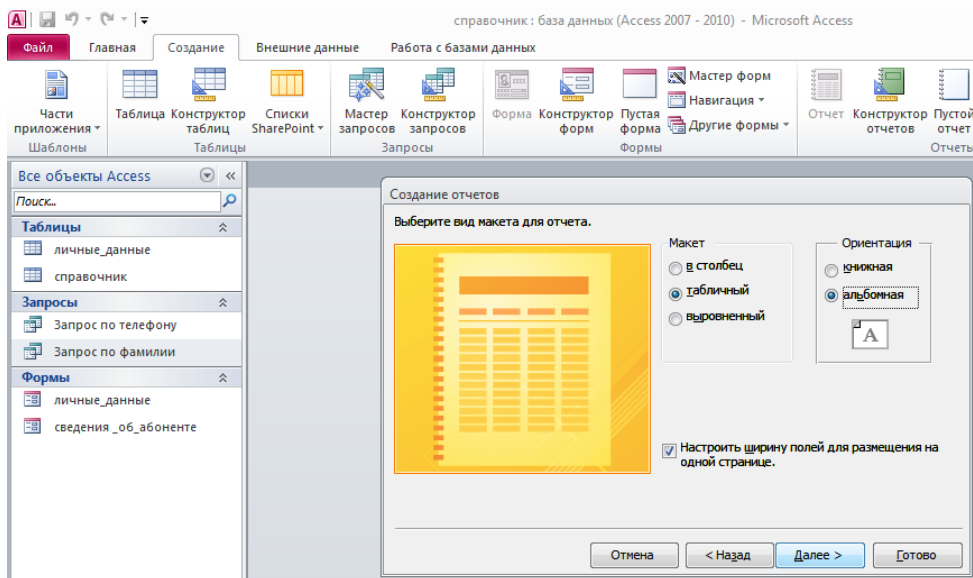 A
справочник : база данных (Access 2007 - 2010) - Microsoft Access
Файл Главная Создание Внешние данные Работа с базами данных
Части приложения
Таблица
Конструктор таблиц
Списки SharePoint
Мастер запросов
Конструктор запросов
Форма
Конструктор форм
Пустая форма
Мастер форм
Навигация
Другие формы
Отчет
Конструктор отчетов
Пустой отчет
Шаблоны Таблицы Запросы Формы Отчеты
Все объекты Access
Поиск...
Таблицы
личные_данные
справочник
Запросы
Запрос по телефону
Запрос по фамилии
Формы
личные_данные
сведения _об_абоненте
Создание отчетов
Выберите вид макета для отчета.
Макет
в столбец
табличный
выровненный
Ориентация
книжная
альбомная
A
Настроить ширину полей для размещения на
одной странице.
Отмена < Назад Далее > Готово